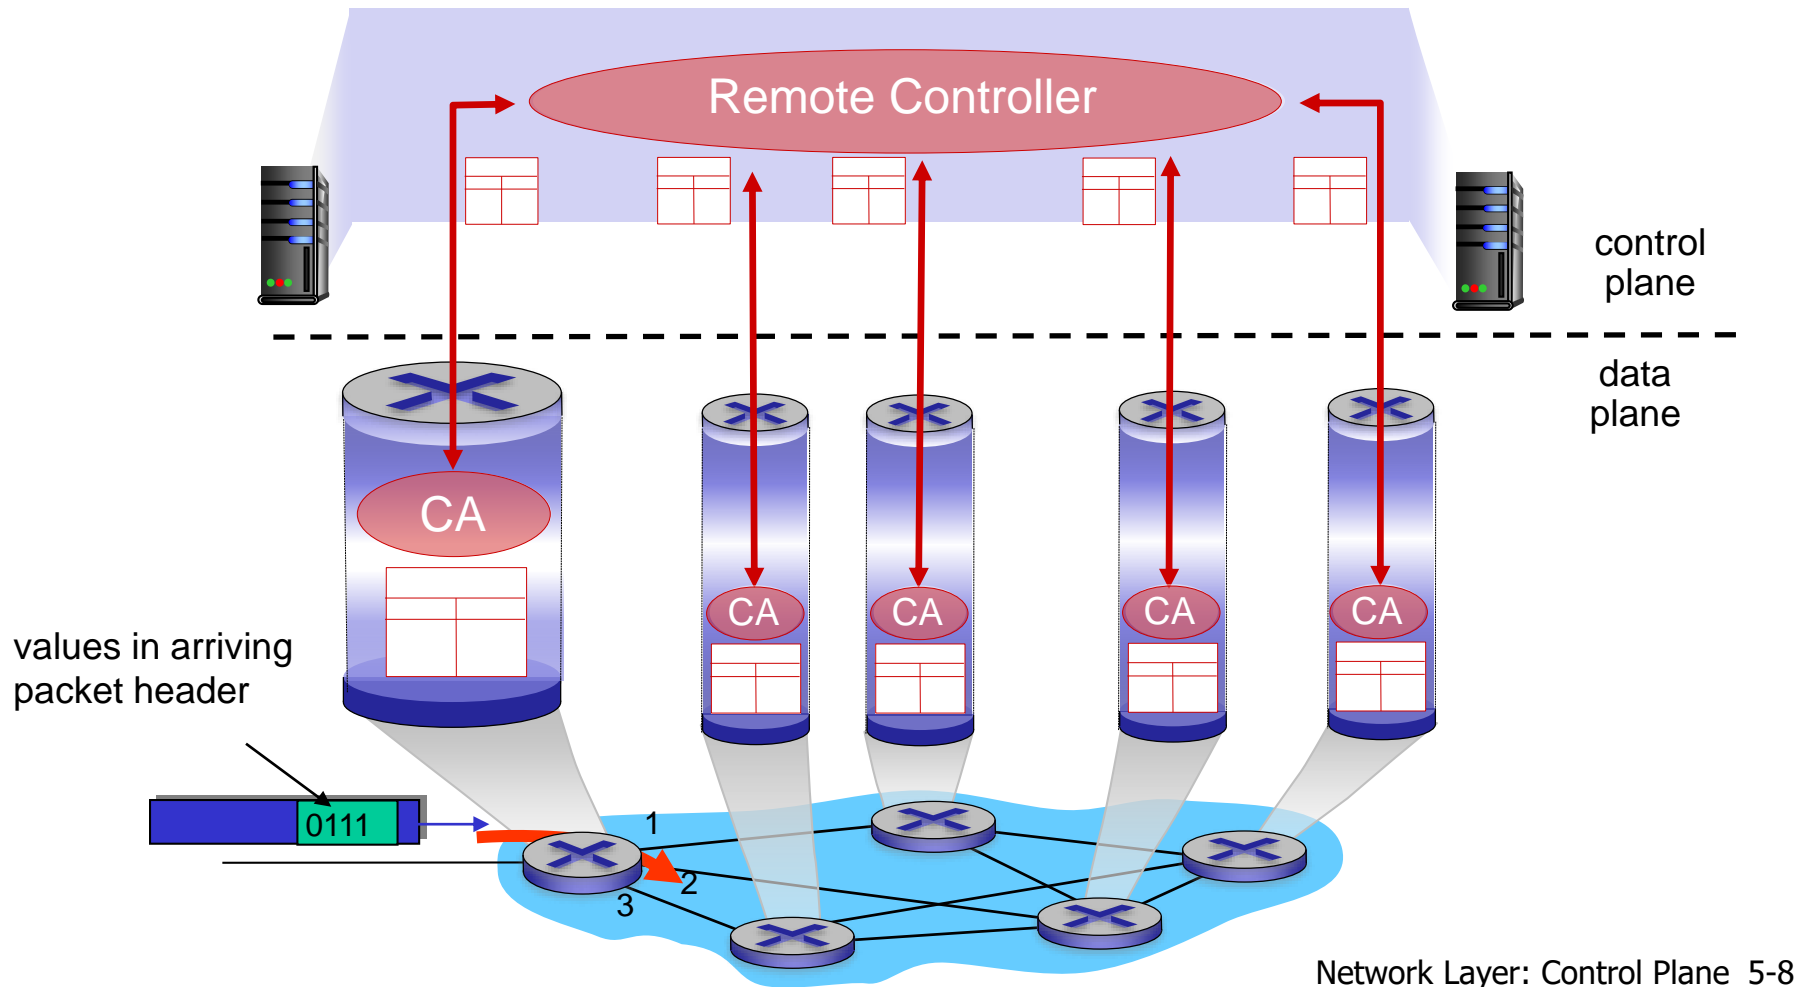 Remote Controller
control
plane
data
plane
CA
CA
CA
CA
CA
values in arriving
packet header
0111
1
2
3
Network Layer: Control Plane 5-8